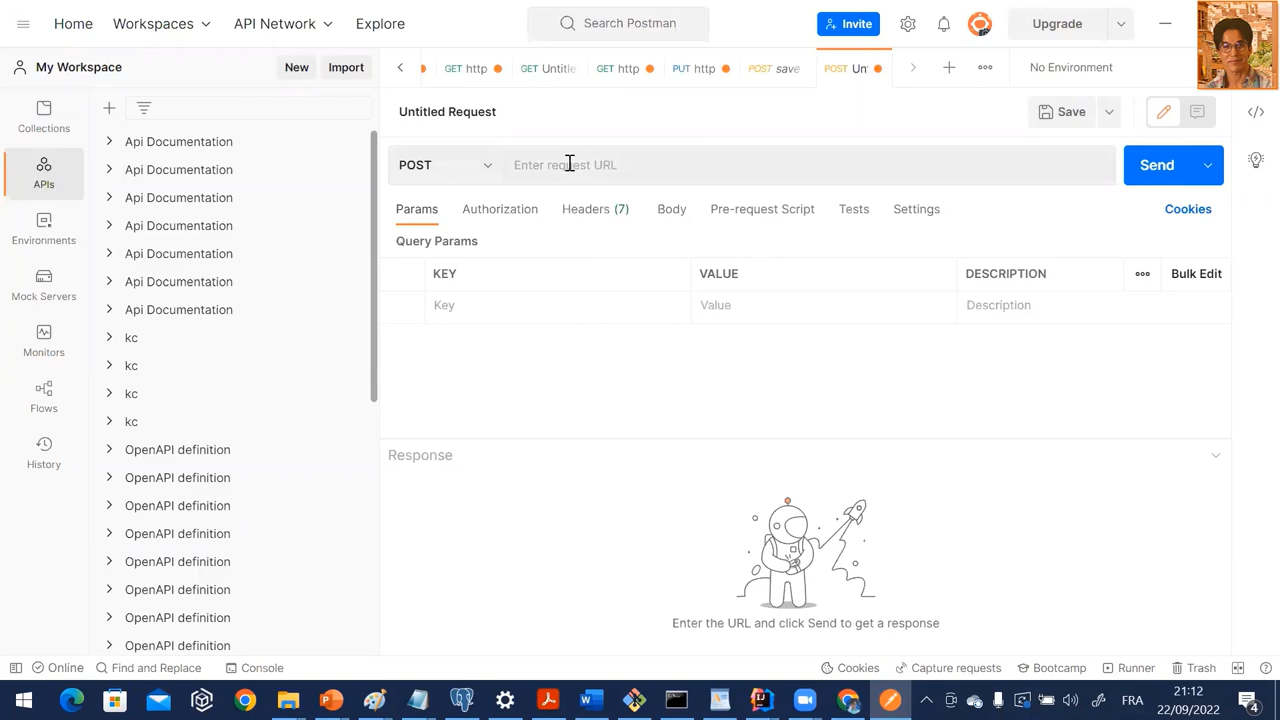 Home Workspaces API Network Explore Search Postman Invite Upgrade
My Workspace New Import GET http GET Untitle GET http PUT http POST save POST Un No Environment
Collections
APIs
Environments
Mock Servers
Monitors
Flows
History
Api Documentation
Api Documentation
Api Documentation
Api Documentation
Api Documentation
Api Documentation
Api Documentation
kc
kc
kc
kc
OpenAPI definition
OpenAPI definition
OpenAPI definition
OpenAPI definition
OpenAPI definition
OpenAPI definition
OpenAPI definition
OpenAPI definition
Untitled Request Save
POST Enter request URL Send
Params Authorization Headers (7) Body Pre-request Script Tests Settings Cookies
Query Params
KEY VALUE DESCRIPTION Bulk Edit
Key Value Description
Response
Enter the URL and click Send to get a response
Online Find and Replace Console Cookies Capture requests Bootcamp Runner Trash
FRA 21:12
22/09/2022 4